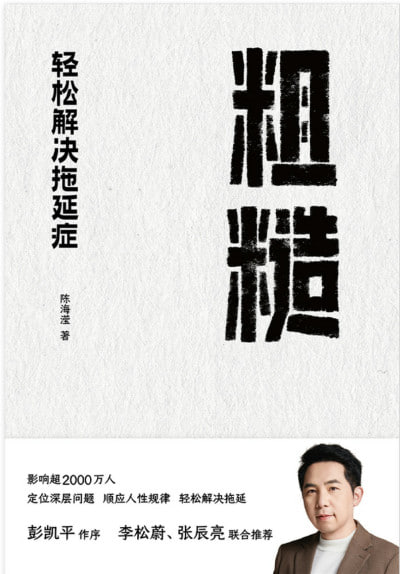 粗糙
轻松解决拖延症
陈海滢 著
影响超2000万人
定位深层问题 顺应人性规律 轻松解决拖延
彭凯平 作序 李松蔚、张辰亮 联合推荐